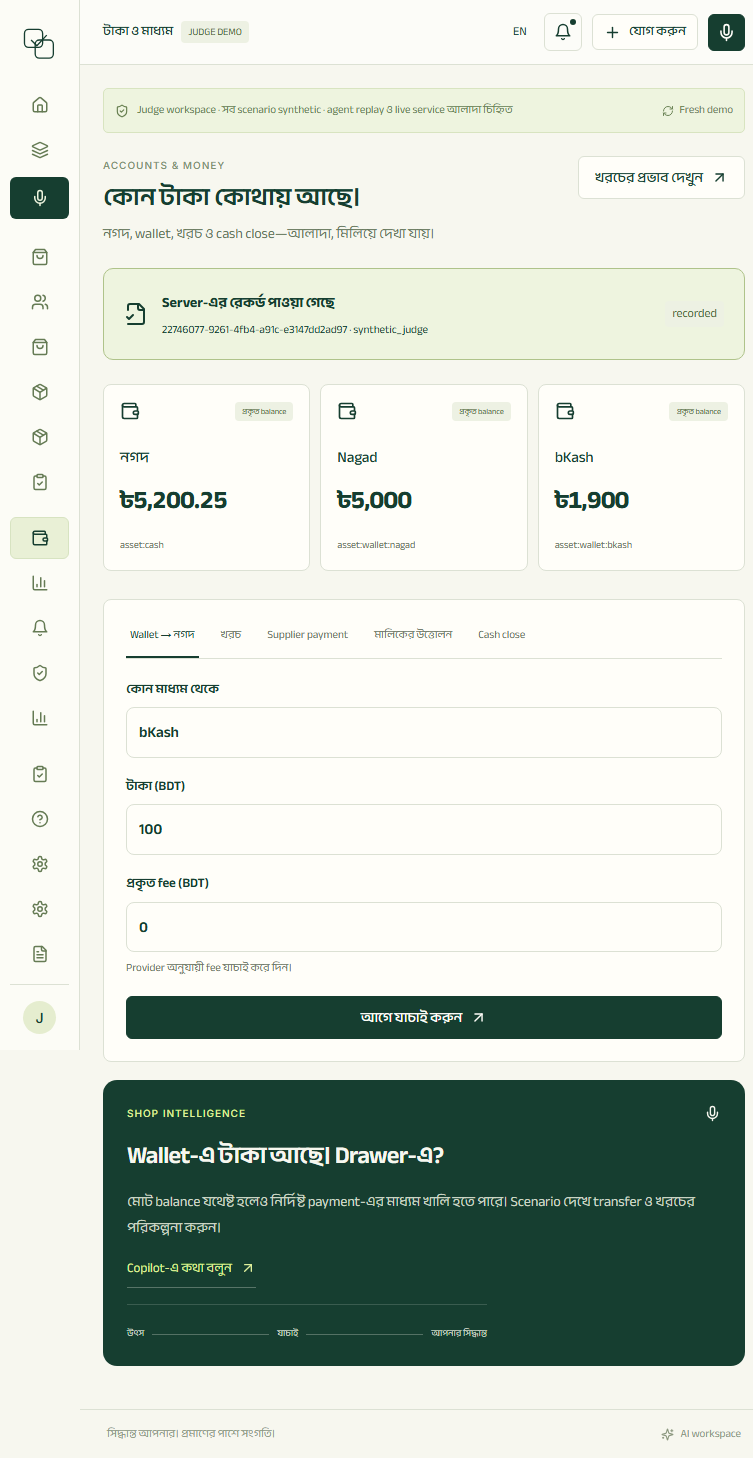 টাকা ও মাধ্যম JUDGE DEMO EN যোগ করুন
Judge workspace · সব scenario synthetic · agent replay ও live service আলাদা চিহ্নিত Fresh demo
ACCOUNTS & MONEY
কোন টাকা কোথায় আছে।
খরচের প্রভাব দেখুন
নগদ, wallet, খরচ ও cash close—আলাদা, মিলিয়ে দেখা যায়।
Server-এর রেকর্ড পাওয়া গেছে
22746077-9261-4fb4-a91c-e3147dd2ad97 · synthetic_judge
recorded
প্রকৃত balance
নগদ
৳5,200.25
asset:cash
প্রকৃত balance
Nagad
৳5,000
asset:wallet:nagad
প্রকৃত balance
bKash
৳1,900
asset:wallet:bkash
Wallet → নগদ খরচ Supplier payment মালিকের উত্তোলন Cash close
কোন মাধ্যম থেকে
bKash
টাকা (BDT)
100
প্রকৃত fee (BDT)
0
Provider অনুযায়ী fee যাচাই করে দিন।
আগে যাচাই করুন
SHOP INTELLIGENCE
Wallet-এ টাকা আছে। Drawer-এ?
মোট balance যথেষ্ট হলেও নির্দিষ্ট payment-এর মাধ্যম খালি হতে পারে। Scenario দেখে transfer ও খরচের
পরিকল্পনা করুন।
Copilot-এ কথা বলুন
উৎস যাচাই আপনার সিদ্ধান্ত
J
সিদ্ধান্ত আপনার। প্রমাণের পাশে সংগতি। AI workspace